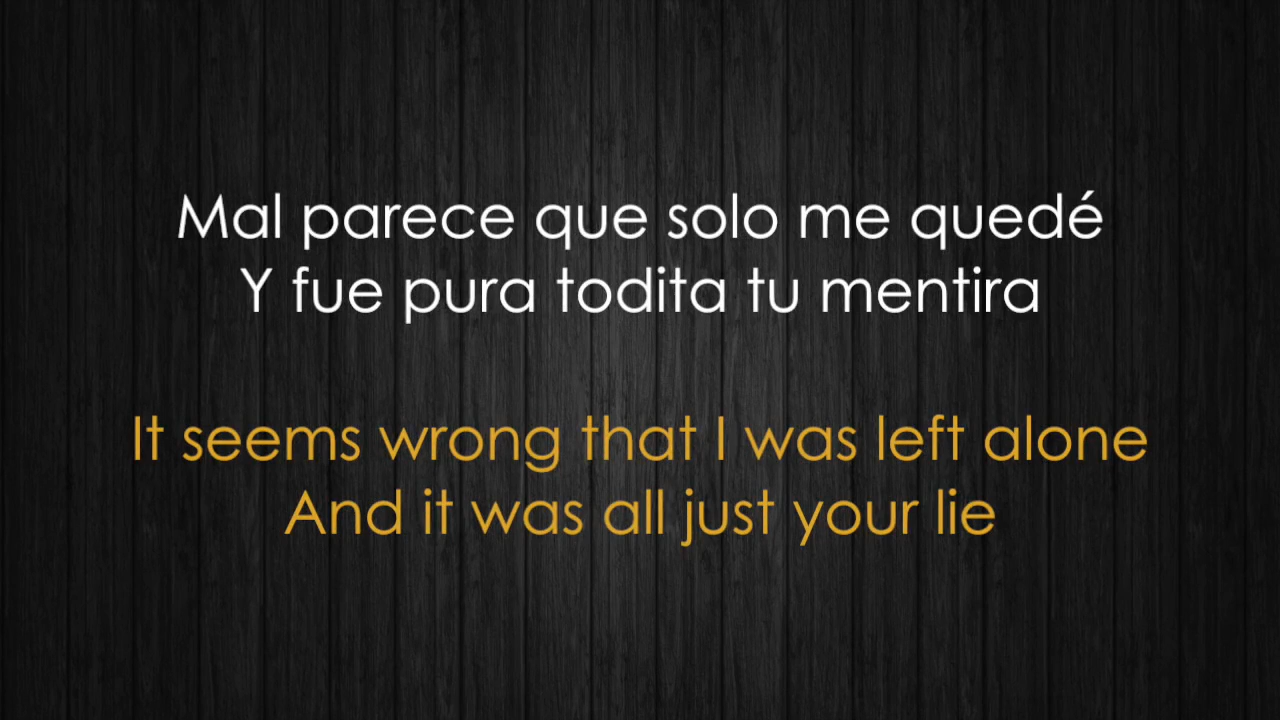 Mal parece que solo me quedé
Y fue pura todita tu mentira
It seems wrong that I was left alone
And it was all just your lie